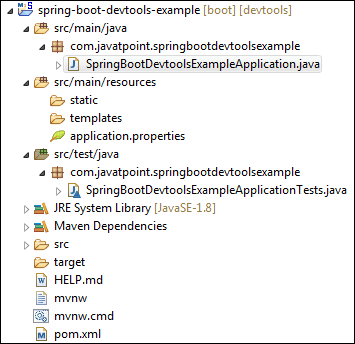 spring-boot-devtools-example [boot] [devtools]
src/main/java
com.javatpoint.springbootdevtoolsexample
SpringBootDevtoolsExampleApplication.java
src/main/resources
static
templates
application.properties
src/test/java
com.javatpoint.springbootdevtoolsexample
SpringBootDevtoolsExampleApplicationTests.java
JRE System Library [JavaSE-1.8]
Maven Dependencies
src
target
HELP.md
mvnw
mvnw.cmd
pom.xml